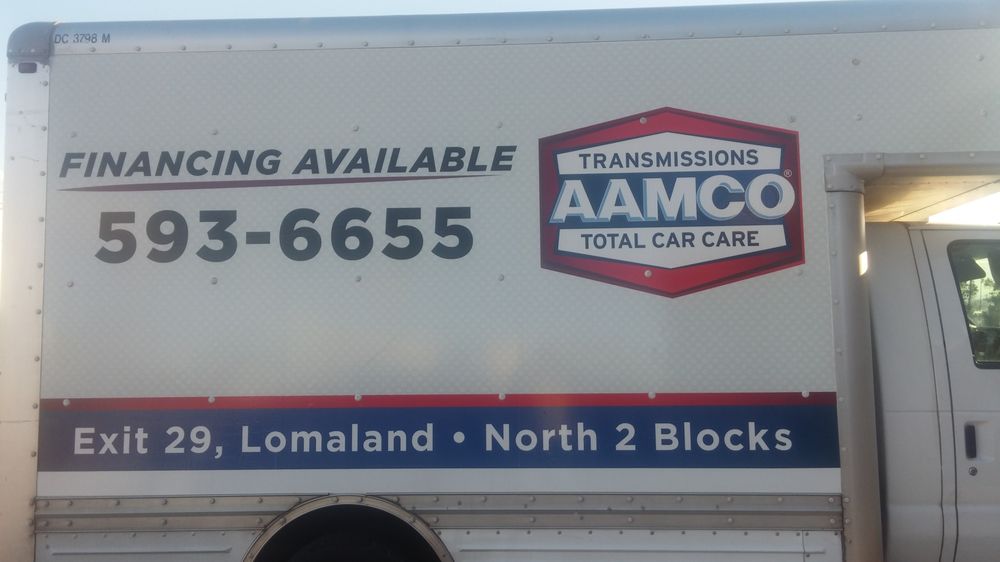 DC 3798 M
FINANCING AVAILABLE
593-6655
TRANSMISSIONS
AAMCO®
TOTAL CAR CARE
Exit 29, Lomaland • North 2 Blocks